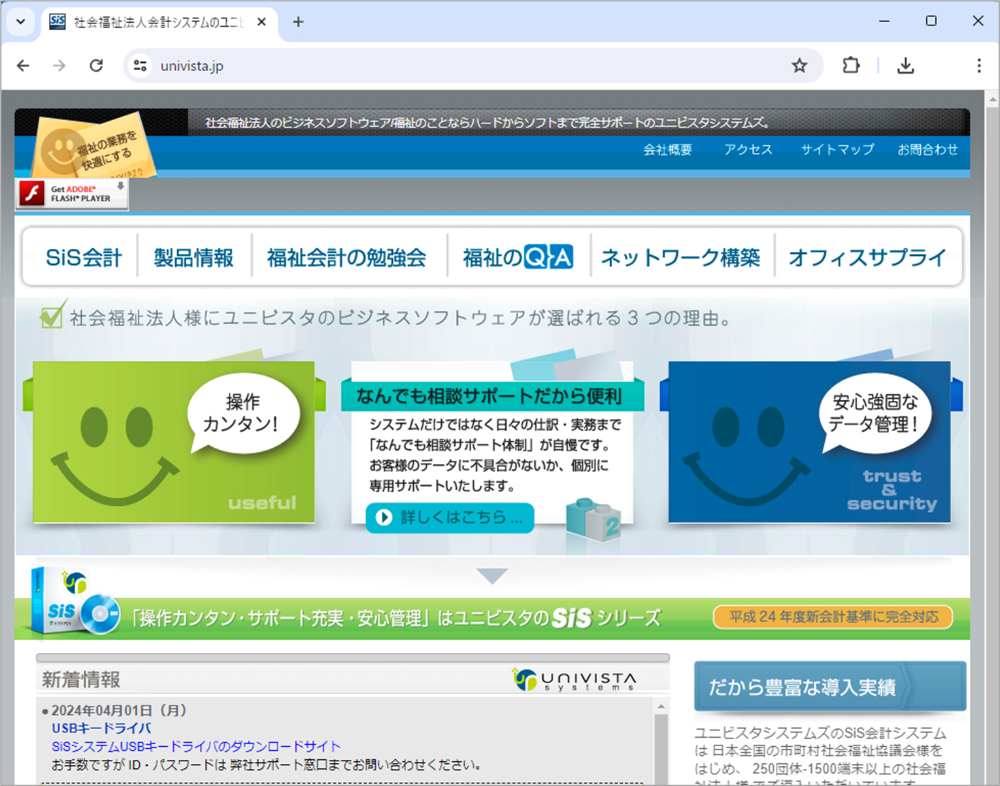 SiS 社会福祉法人会計システムのユニビ
univista.jp
社会福祉法人のビジネスソフトウェア/福祉のことならハードからソフトまで完全サポートのユニビスタシステムズ。
福祉の業務を
快適にする
会社概要 アクセス サイトマップ お問合わせ
Get ADOBE®
FLASH® PLAYER
SiS会計 製品情報 福祉会計の勉強会 福祉のQ&A ネットワーク構築 オフィスサプライ
社会福祉法人様にユニビスタのビジネスソフトウェアが選ばれる3つの理由。
操作
カンタン!
useful
なんでも相談サポートだから便利
システムだけではなく日々の仕訳・実務まで
「なんでも相談サポート体制」が自慢です。
お客様のデータに不具合がないか、個別に
専用サポートいたします。
詳しくはこちら ...
2
安心強固な
データ管理!
trust
&
security
SiS
「操作カンタン・サポート充実・安心管理」はユニビスタのSiSシリーズ
平成24年度新会計基準に完全対応
新着情報
UNIVISTA
systems
だから豊富な導入実績
●2024年04月01日（月）
USBキードライバ
SiSシステムUSBキードライバのダウンロードサイト
お手数ですが ID・パスワードは 弊社サポート窓口までお問い合わせください。
ユニビスタシステムズのSiS会計システム
は 日本全国の市町村社会福祉協議会様を
はじめ、 250団体-1500端末以上の社会福